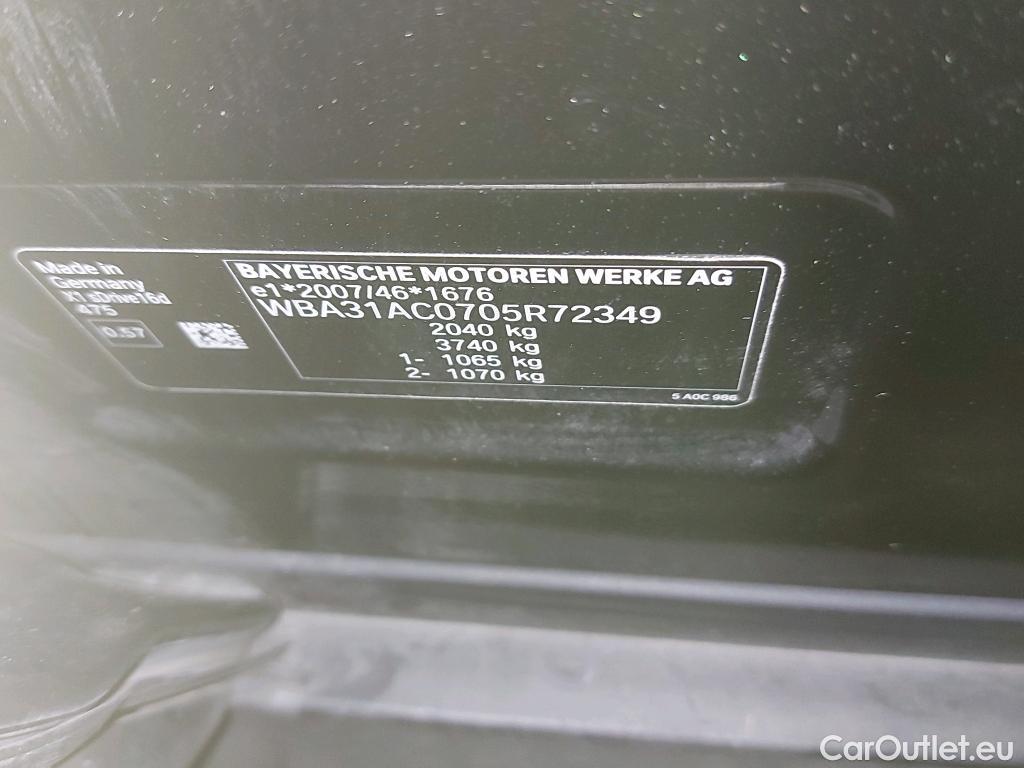 Made in
Germany
X1 sDrive16d
475
0.57
BAYERISCHE MOTOREN WERKE AG
e1*2007/46*1676
WBA31AC0705R72349
2040 kg
3740 kg
1- 1065 kg
2- 1070 kg
5 A0C 986
CarOutlet.eu